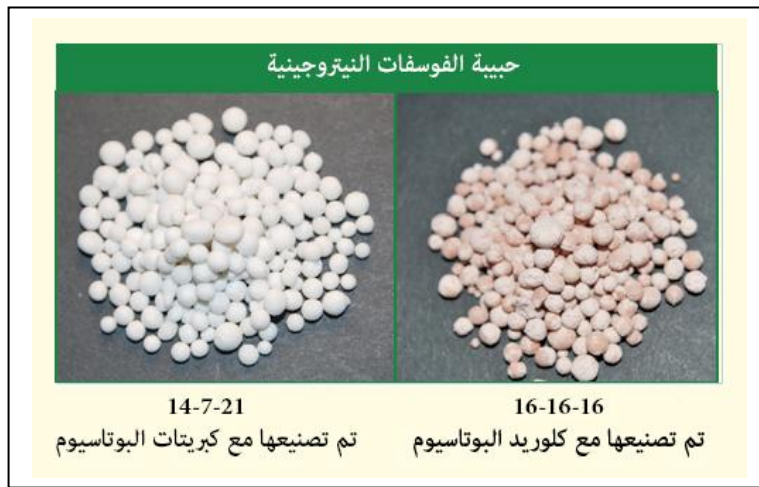 حبيبة الفوسفات النيتروجينية
16-16-16
تم تصنيعها مع كلوريد البوتاسيوم
14-7-21
تم تصنيعها مع كبريتات البوتاسيوم